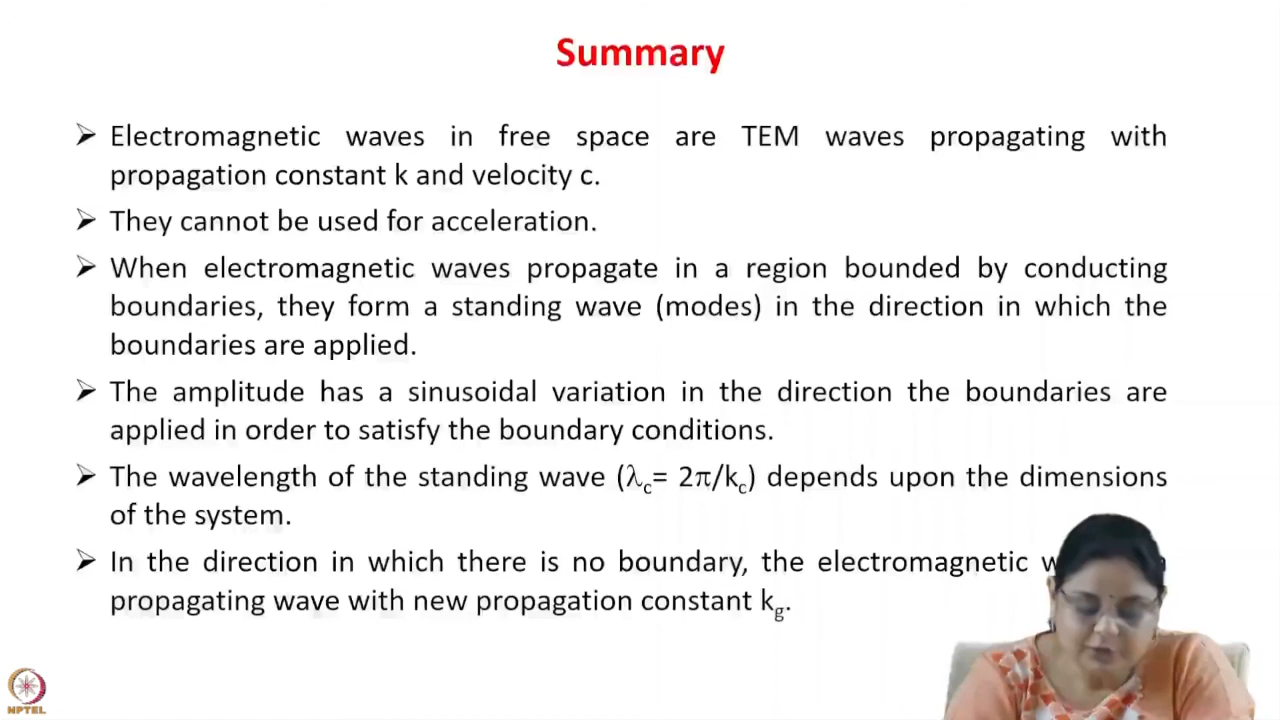 Summary
➢ Electromagnetic waves in free space are TEM waves propagating with
propagation constant k and velocity c.
➢ They cannot be used for acceleration.
➢ When electromagnetic waves propagate in a region bounded by conducting
boundaries, they form a standing wave (modes) in the direction in which the
boundaries are applied.
➢ The amplitude has a sinusoidal variation in the direction the boundaries are
applied in order to satisfy the boundary conditions.
➢ The wavelength of the standing wave (λc= 2π/kc) depends upon the dimensions
of the system.
➢ In the direction in which there is no boundary, the electromagnetic
propagating wave with new propagation constant kg.
NPTEL